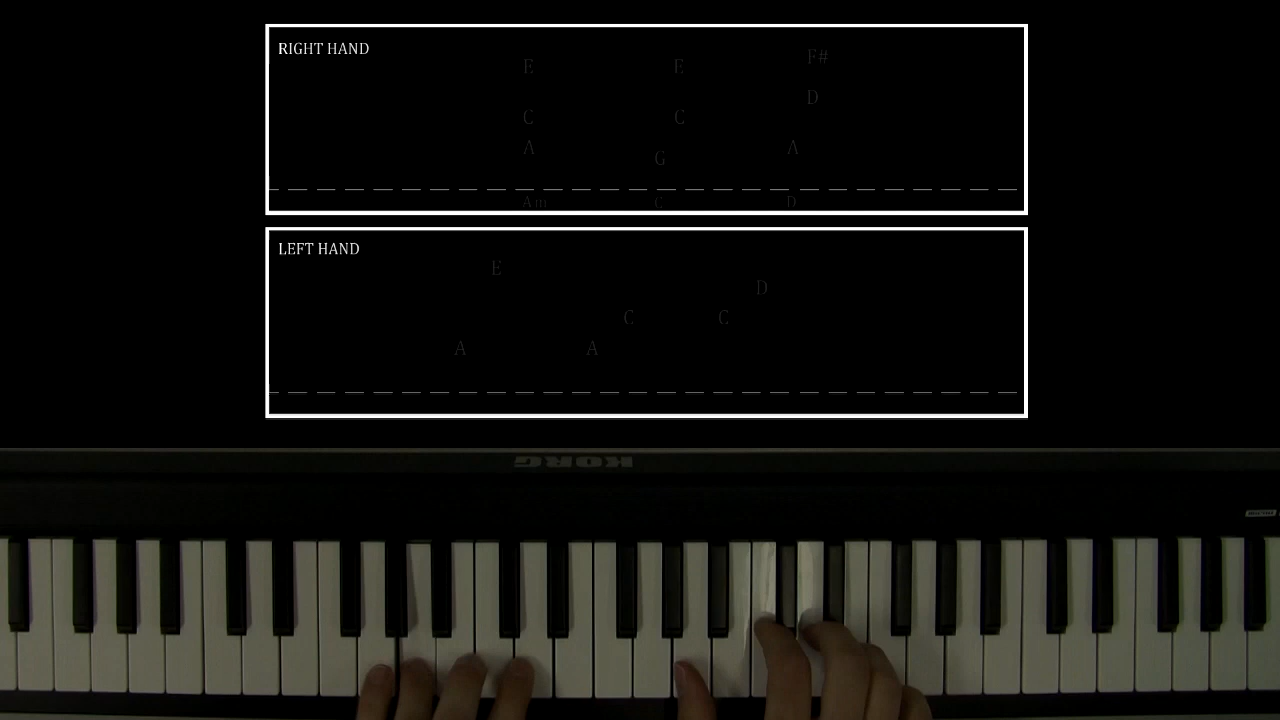 RIGHT HAND
F#
E E
D
C C
A A
G
Am C D
LEFT HAND
E
D
C C
A A
KORG